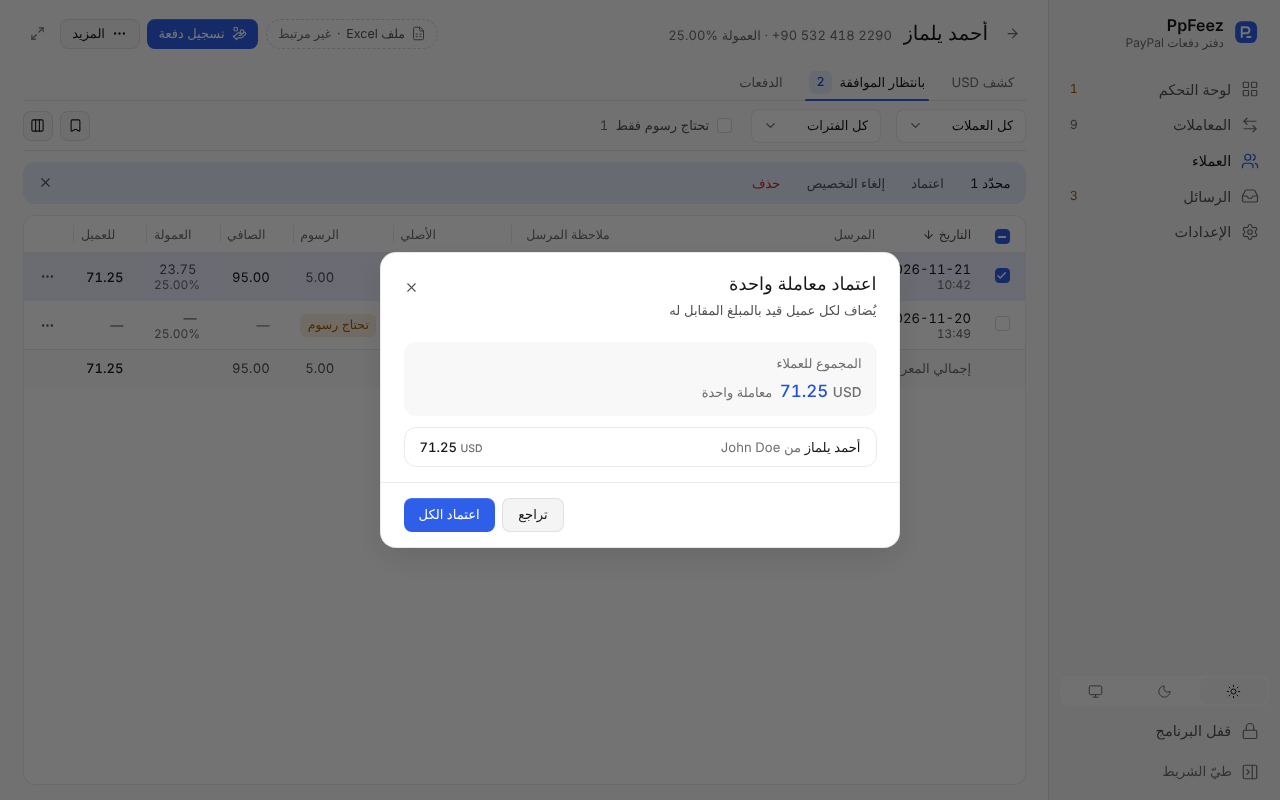 PpFeez
دفتر دفعات PayPal
لوحة التحكم 1
المعاملات 9
العملاء
الرسائل 3
الإعدادات
قفل البرنامج
طيّ الشريط
أحمد يلماز +90 532 418 2290 · العمولة 25.00%
ملف Excel · غير مرتبط
تسجيل دفعة
المزيد
كشف USD
بانتظار الموافقة 2
الدفعات
كل العملات
كل الفترات
تحتاج رسوم فقط 1
محدّد 1
اعتماد
إلغاء التخصيص
حذف
التاريخ المرسل ملاحظة المرسل الأصلي الرسوم الصافي العمولة للعميل
26-11-21 5.00 95.00 23.75 71.25
10:42 25.00%
26-11-20 تحتاج رسوم — — —
13:49 25.00%
إجمالي 5.00 95.00 71.25
اعتماد معاملة واحدة
يُضاف لكل عميل قيد بالمبلغ المقابل له
المجموع للعملاء
71.25 USD معاملة واحدة
أحمد يلماز من John Doe 71.25 USD
تراجع
اعتماد الكل